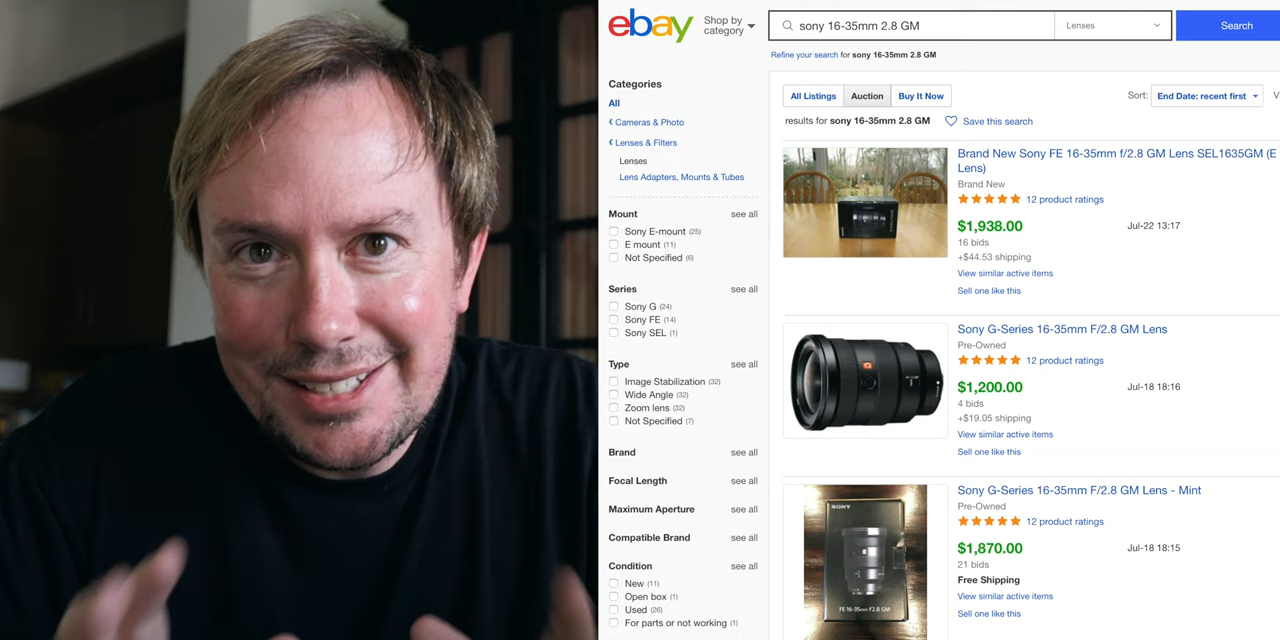 ebay
Shop by
category
sony 16-35mm 2.8 GM
Lenses
Search
Refine your search for sony 16-35mm 2.8 GM
Categories
All
Cameras & Photo
Lenses & Filters
Lenses
Lens Adapters, Mounts & Tubes
Mount see all
Sony E-mount (25)
E mount (11)
Not Specified (6)
Series see all
Sony G (24)
Sony FE (14)
Sony SEL (1)
Type see all
Image Stabilization (32)
Wide Angle (32)
Zoom lens (32)
Not Specified (7)
Brand see all
Focal Length see all
Maximum Aperture see all
Compatible Brand see all
Condition see all
New (11)
Open box (1)
Used (26)
For parts or not working (1)
All Listings Auction Buy It Now
Sort: End Date: recent first
results for sony 16-35mm 2.8 GM Save this search
Brand New Sony FE 16-35mm f/2.8 GM Lens SEL1635GM (E
Lens)
Brand New
12 product ratings
$1,938.00 Jul-22 13:17
16 bids
+$44.53 shipping
View similar active items
Sell one like this
Sony G-Series 16-35mm F/2.8 GM Lens
Pre-Owned
12 product ratings
$1,200.00 Jul-18 18:16
4 bids
+$19.05 shipping
View similar active items
Sell one like this
Sony G-Series 16-35mm F/2.8 GM Lens - Mint
Pre-Owned
12 product ratings
$1,870.00 Jul-18 18:15
21 bids
Free Shipping
View similar active items
Sell one like this
SONY
FE 16-35mm F2.8 GM